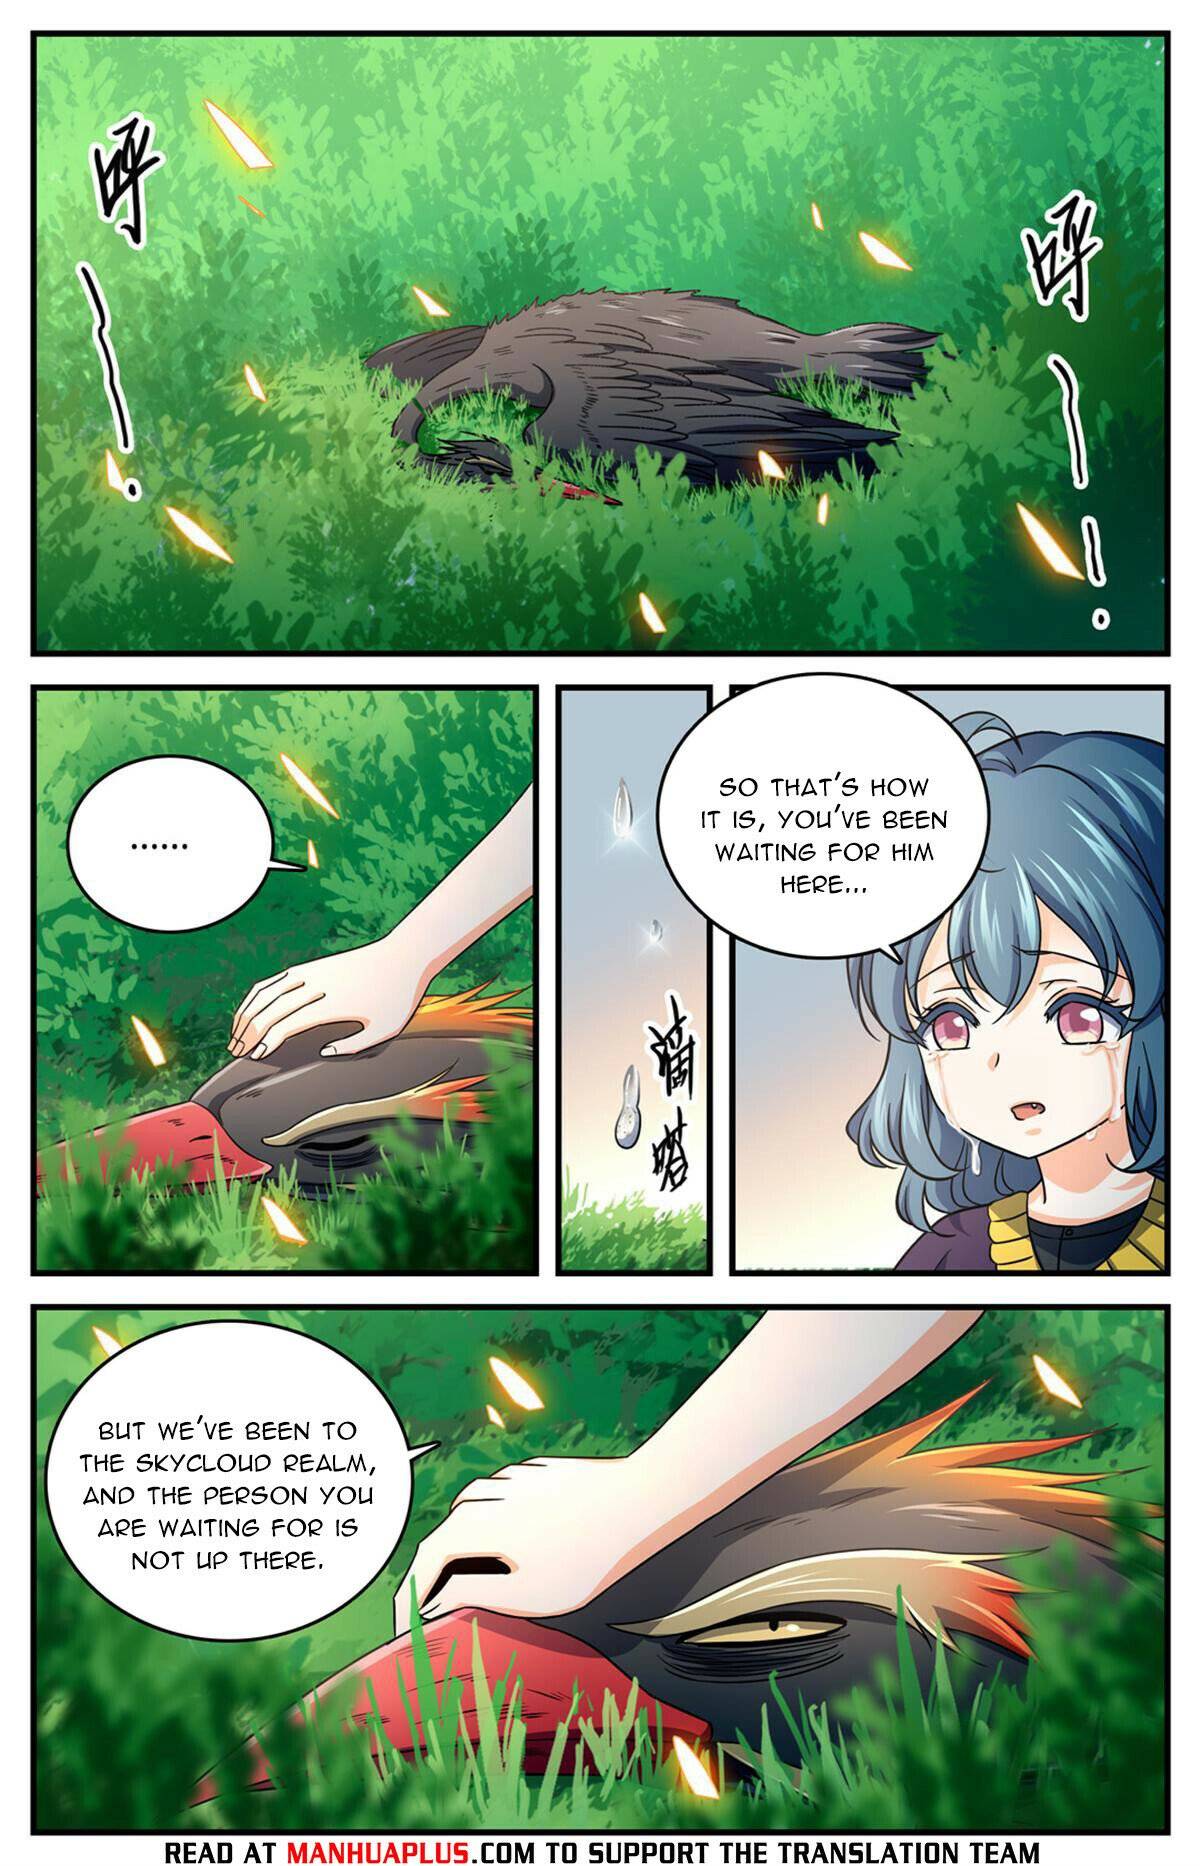 呼
呼
......
SO THAT'S HOW
IT IS, YOU'VE BEEN
WAITING FOR HIM
HERE...
滴
嗒
BUT WE'VE BEEN TO
THE SKYCLOUD REALM,
AND THE PERSON YOU
ARE WAITING FOR IS
NOT UP THERE.
READ AT MANHUAPLUS.COM TO SUPPORT THE TRANSLATION TEAM